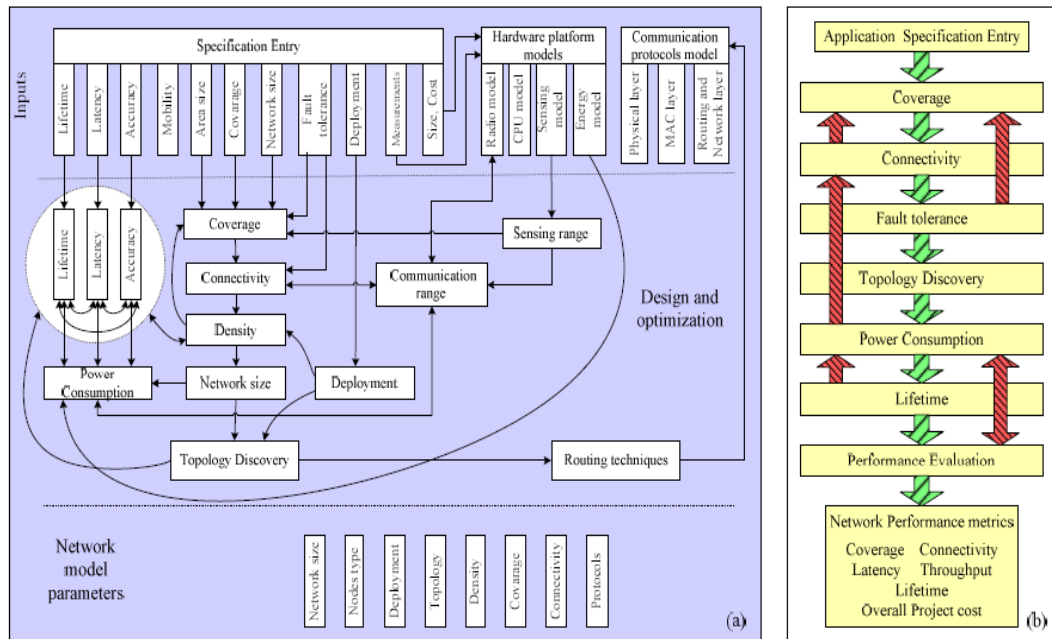 Inputs
Specification Entry
Lifetime
Latency
Accuracy
Mobility
Area size
Covarage
Network size
Fault
tolerance
Deployment
Measurements
Size, Cost
Hardware platform
models
Radio model
CPU model
Sensing
model
Energy
model
Communication
protocols model
Physical layer
MAC layer
Routing and
Network layer
Lifetime
Latency
Accuracy
Coverage
Sensing range
Connectivity
Communication
range
Design and
optimization
Density
Power
Consumption
Network size
Deployment
Topology Discovery
Routing techniques
Network
model
parameters
Network size
Nodes type
Deployment
Topology
Density
Covarage
Connectivity
Protocols
(a)
Application Specification Entry
Coverage
Connectivity
Fault tolerance
Topology Discovery
Power Consumption
Lifetime
Performance Evaluation
Network Performance metrics
Coverage Connectivity
Latency Throughput
Lifetime
Overall Project cost
(b)